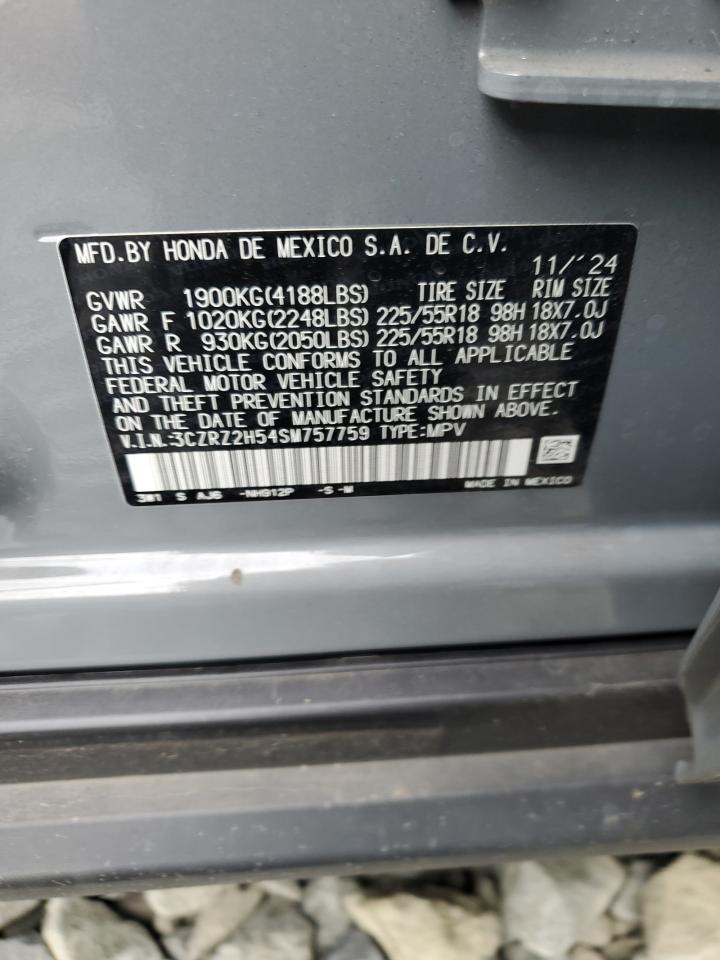 MFD.BY HONDA DE MEXICO S.A. DE C.V.
11/'24
GVWR 1900KG(4188LBS) TIRE SIZE RIM SIZE
GAWR F 1020KG(2248LBS) 225/55R18 98H 18X7.0J
GAWR R 930KG(2050LBS) 225/55R18 98H 18X7.0J
THIS VEHICLE CONFORMS TO ALL APPLICABLE
FEDERAL MOTOR VEHICLE SAFETY
AND THEFT PREVENTION STANDARDS IN EFFECT
ON THE DATE OF MANUFACTURE SHOWN ABOVE.
V.I.N.:3CZRZ2H54SM757759 TYPE:MPV
3W1 S AJ6 -NH912P -S -M MADE IN MEXICO